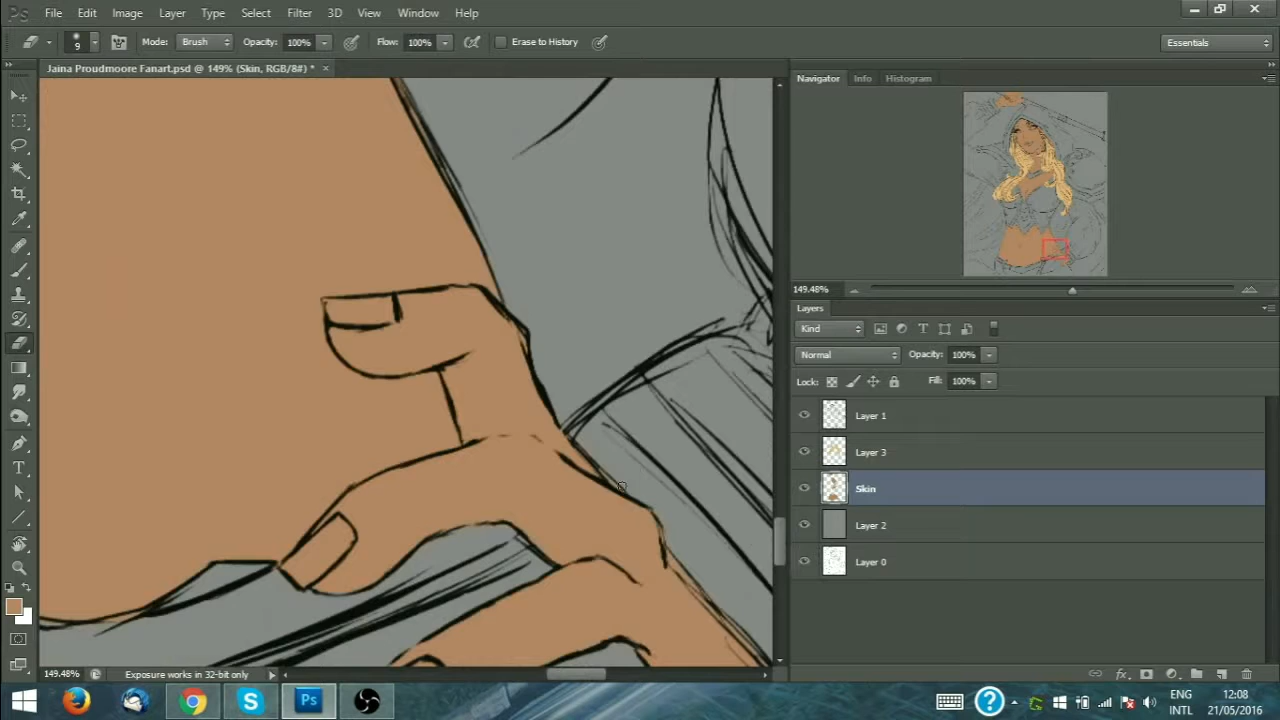 Ps File Edit Image Layer Type Select Filter 3D View Window Help
9 Mode: Brush Opacity: 100% Flow: 100% Erase to History Essentials
Jaina Proudmoore Fanart.psd @ 149% (Skin, RGB/8#) * ×
Navigator Info Histogram
149.48%
Layers
Kind
Normal Opacity: 100%
Lock: Fill: 100%
Layer 1
Layer 3
Skin
Layer 2
Layer 0
149.48% Exposure works in 32-bit only
ENG 12:08
INTL 21/05/2016